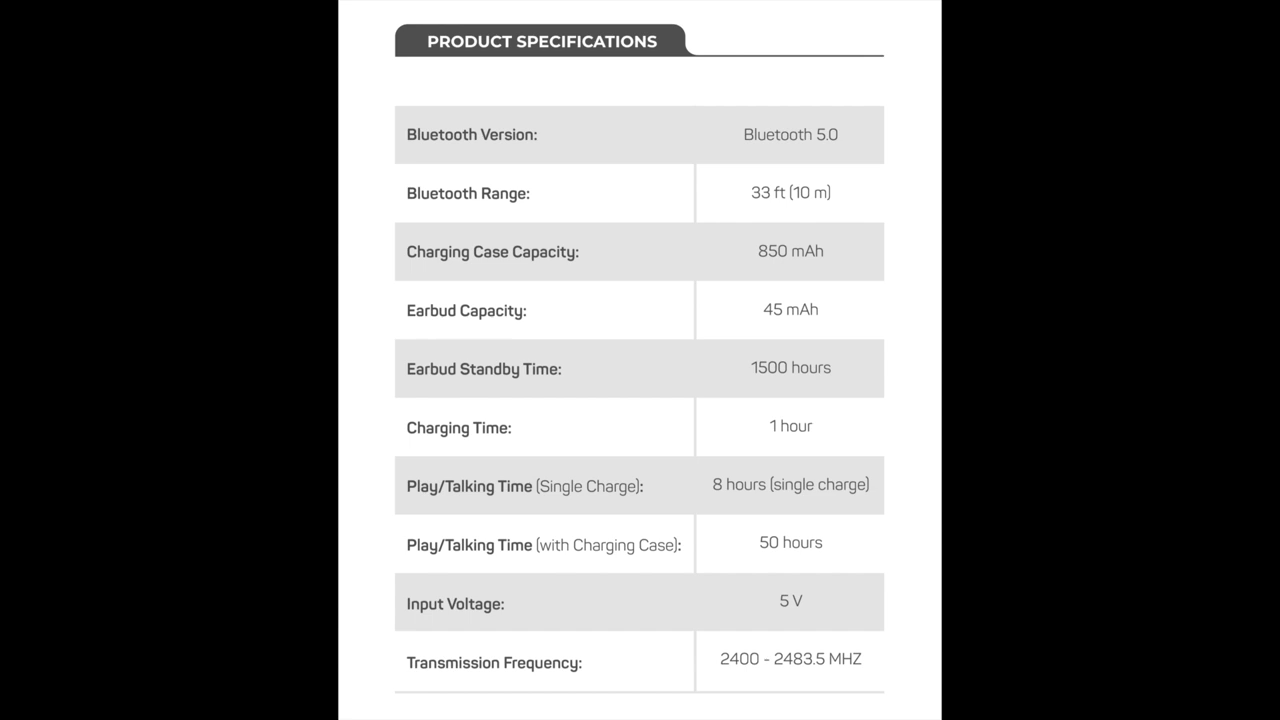 PRODUCT SPECIFICATIONS
Bluetooth Version: Bluetooth 5.0
Bluetooth Range: 33 ft (10 m)
Charging Case Capacity: 850 mAh
Earbud Capacity: 45 mAh
Earbud Standby Time: 1500 hours
Charging Time: 1 hour
Play/Talking Time (Single Charge): 8 hours (single charge)
Play/Talking Time (with Charging Case): 50 hours
Input Voltage: 5 V
Transmission Frequency: 2400 - 2483.5 MHZ